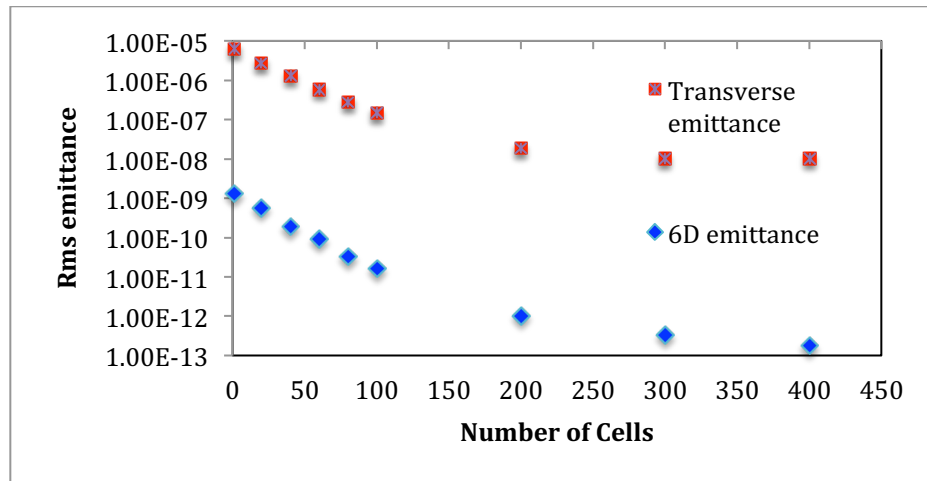 1.00E-05
1.00E-06
1.00E-07
1.00E-08
1.00E-09
1.00E-10
1.00E-11
1.00E-12
1.00E-13
Rms emittance
Transverse
emittance
6D emittance
0 50 100 150 200 250 300 350 400 450
Number of Cells